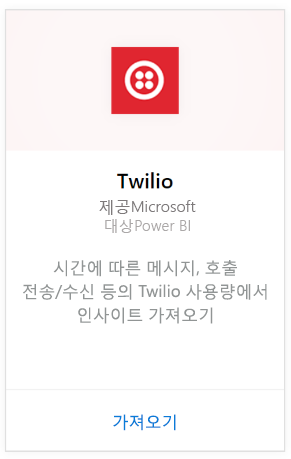 Twilio
제공Microsoft
대상Power BI
시간에 따른 메시지, 호출
전송/수신 등의 Twilio 사용량에서
인사이트 가져오기
가져오기